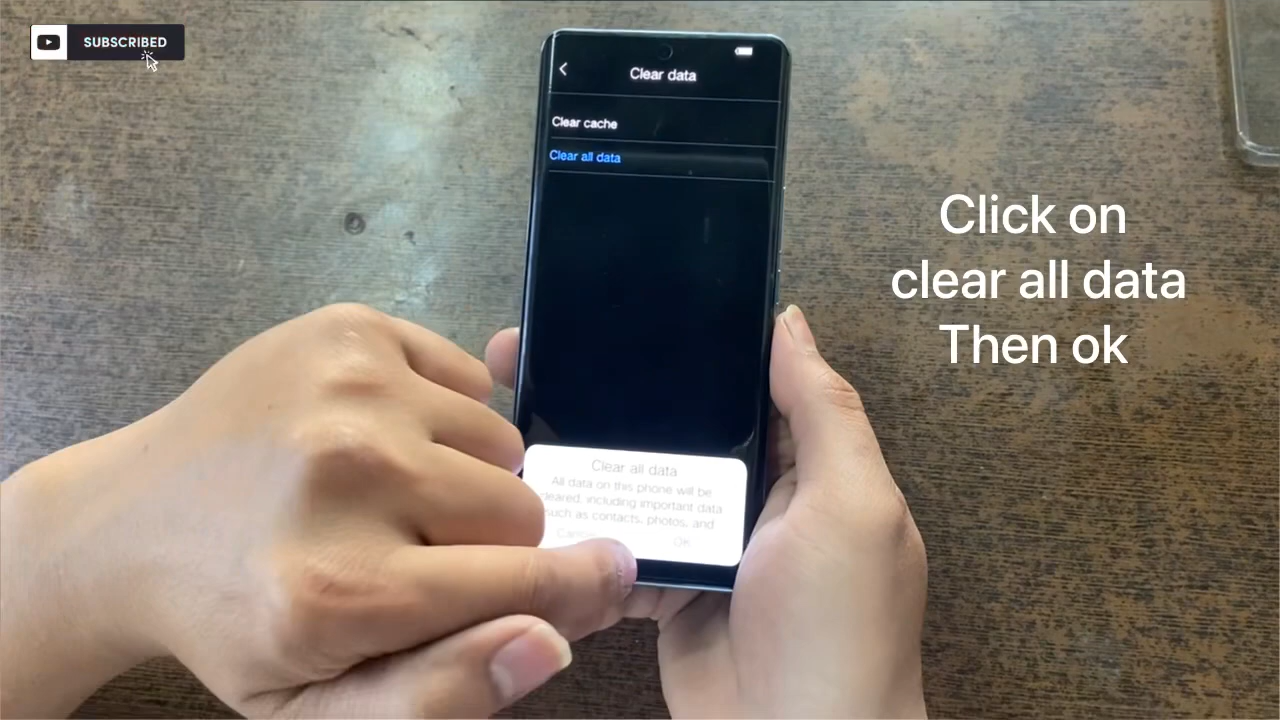 SUBSCRIBED
Clear data
Clear cache
Clear all data
Click on
clear all data
Then ok
Clear all data
All data on this phone will be
cleared, including important data
such as contacts, photos, and
Cancel
OK